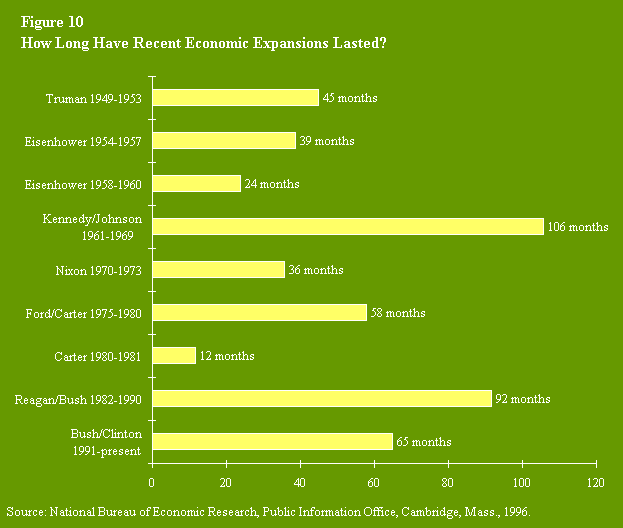 Figure 10
How Long Have Recent Economic Expansions Lasted?
Truman 1949-1953
45 months
Eisenhower 1954-1957
39 months
Eisenhower 1958-1960
24 months
Kennedy/Johnson
1961-1969
106 months
Nixon 1970-1973
36 months
Ford/Carter 1975-1980
58 months
Carter 1980-1981
12 months
Reagan/Bush 1982-1990
92 months
Bush/Clinton
1991-present
65 months
0 20 40 60 80 100 120
Source: National Bureau of Economic Research, Public Information Office, Cambridge, Mass., 1996.